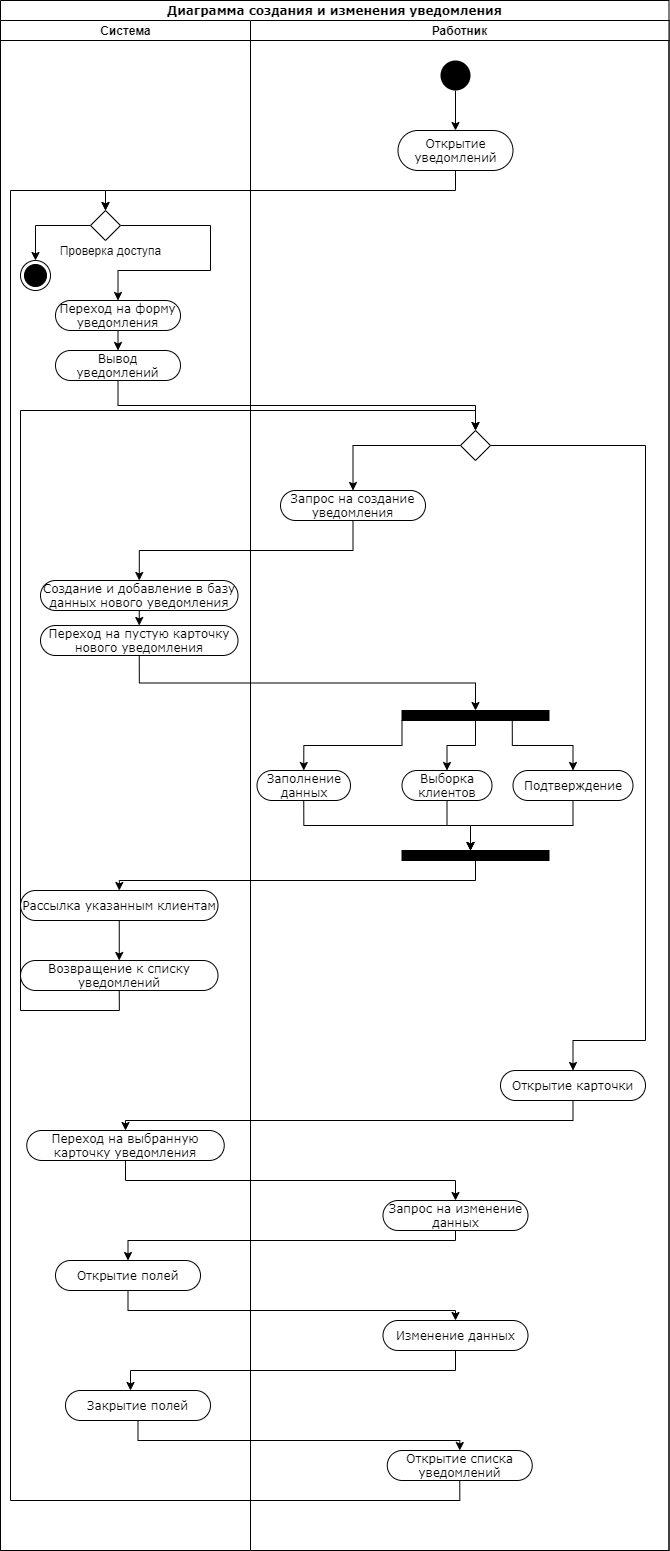 Диаграмма создания и изменения уведомления
Система
Работник
Открытие
уведомлений
Проверка доступа
Переход на форму
уведомления
Вывод
уведомлений
Запрос на создание
уведомления
Создание и добавление в базу
данных нового уведомления
Переход на пустую карточку
нового уведомления
Заполнение
данных
Выборка
клиентов
Подтверждение
Рассылка указанным клиентам
Возвращение к списку
уведомлений
Открытие карточки
Переход на выбранную
карточку уведомления
Запрос на изменение
данных
Открытие полей
Изменение данных
Закрытие полей
Открытие списка
уведомлений